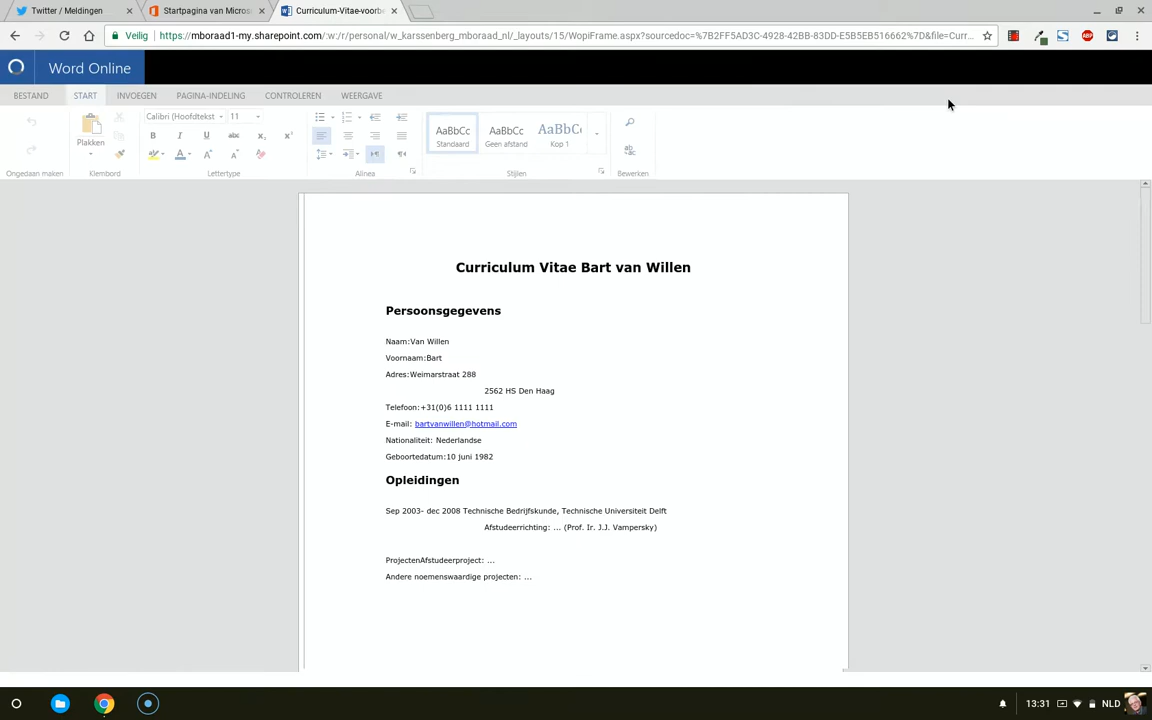 Twitter / Meldingen
Startpagina van Micros
Curriculum-Vitae-voorb
Veilig
https://mboraad1-my.sharepoint.com/:w:/r/personal/w_karssenberg_mboraad_nl/_layouts/15/WopiFrame.aspx?sourcedoc=%7B2FF5AD3C-4928-42BB-83DD-E5B5EB516662%7D&file=Curr...
ABP
Word Online
BESTAND START INVOEGEN PAGINA-INDELING CONTROLEREN WEERGAVE
Calibri (Hoofdtekst 11
Plakken
B I U abc x₂ x²
AaBbCc AaBbCc AaBbCc
Standaard Geen afstand Kop 1
Ongedaan maken Klembord Lettertype Alinea Stijlen Bewerken
Curriculum Vitae Bart van Willen
Persoonsgegevens
Naam:Van Willen
Voornaam:Bart
Adres:Weimarstraat 288
2562 HS Den Haag
Telefoon:+31(0)6 1111 1111
E-mail: bartvanwillen@hotmail.com
Nationaliteit: Nederlandse
Geboortedatum:10 juni 1982
Opleidingen
Sep 2003- dec 2008 Technische Bedrijfskunde, Technische Universiteit Delft
Afstudeerrichting: ... (Prof. Ir. J.J. Vampersky)
ProjectenAfstudeerproject: ...
Andere noemenswaardige projecten: ...
13:31 NLD